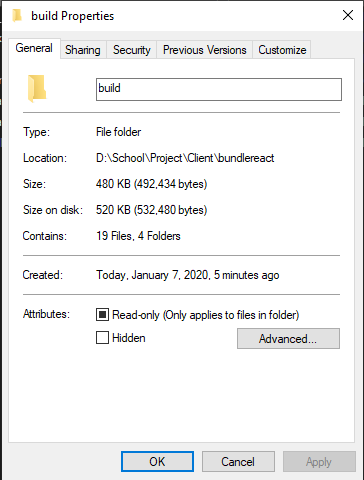 build Properties
General Sharing Security Previous Versions Customize
build
Type: File folder
Location: D:\School\Project\Client\bundlereact
Size: 480 KB (492,434 bytes)
Size on disk: 520 KB (532,480 bytes)
Contains: 19 Files, 4 Folders
Created: Today, January 7, 2020, 5 minutes ago
Attributes: Read-only (Only applies to files in folder)
Hidden Advanced...
OK Cancel Apply